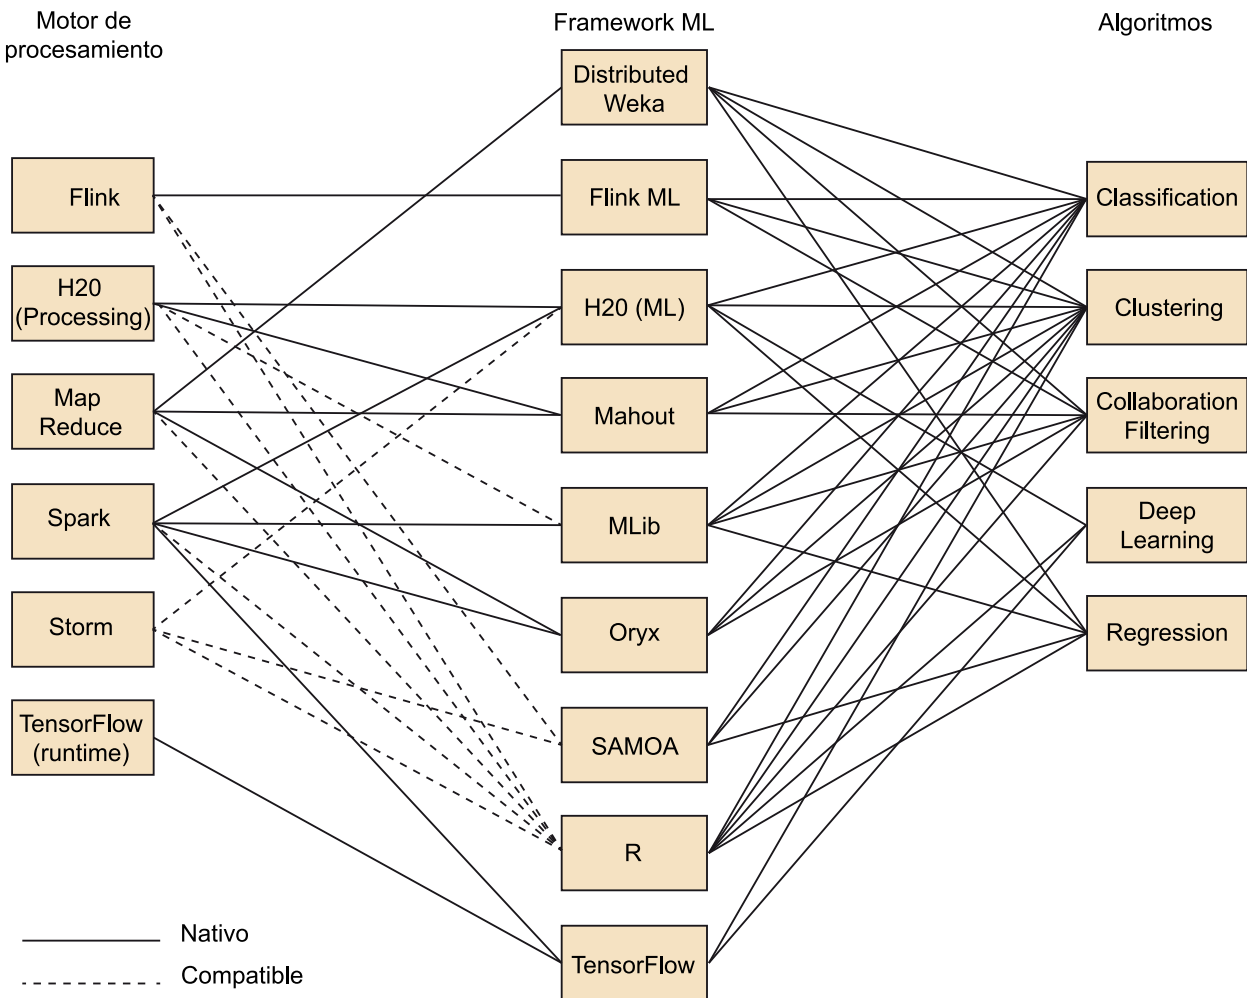 Motor de
procesamiento
Framework ML
Algoritmos
Distributed
Weka
Flink
Flink ML
Classification
H20
(Processing)
H20 (ML)
Clustering
Map
Reduce
Mahout
Collaboration
Filtering
Spark
MLib
Deep
Learning
Storm
Oryx
Regression
TensorFlow
(runtime)
SAMOA
R
TensorFlow
Nativo
Compatible